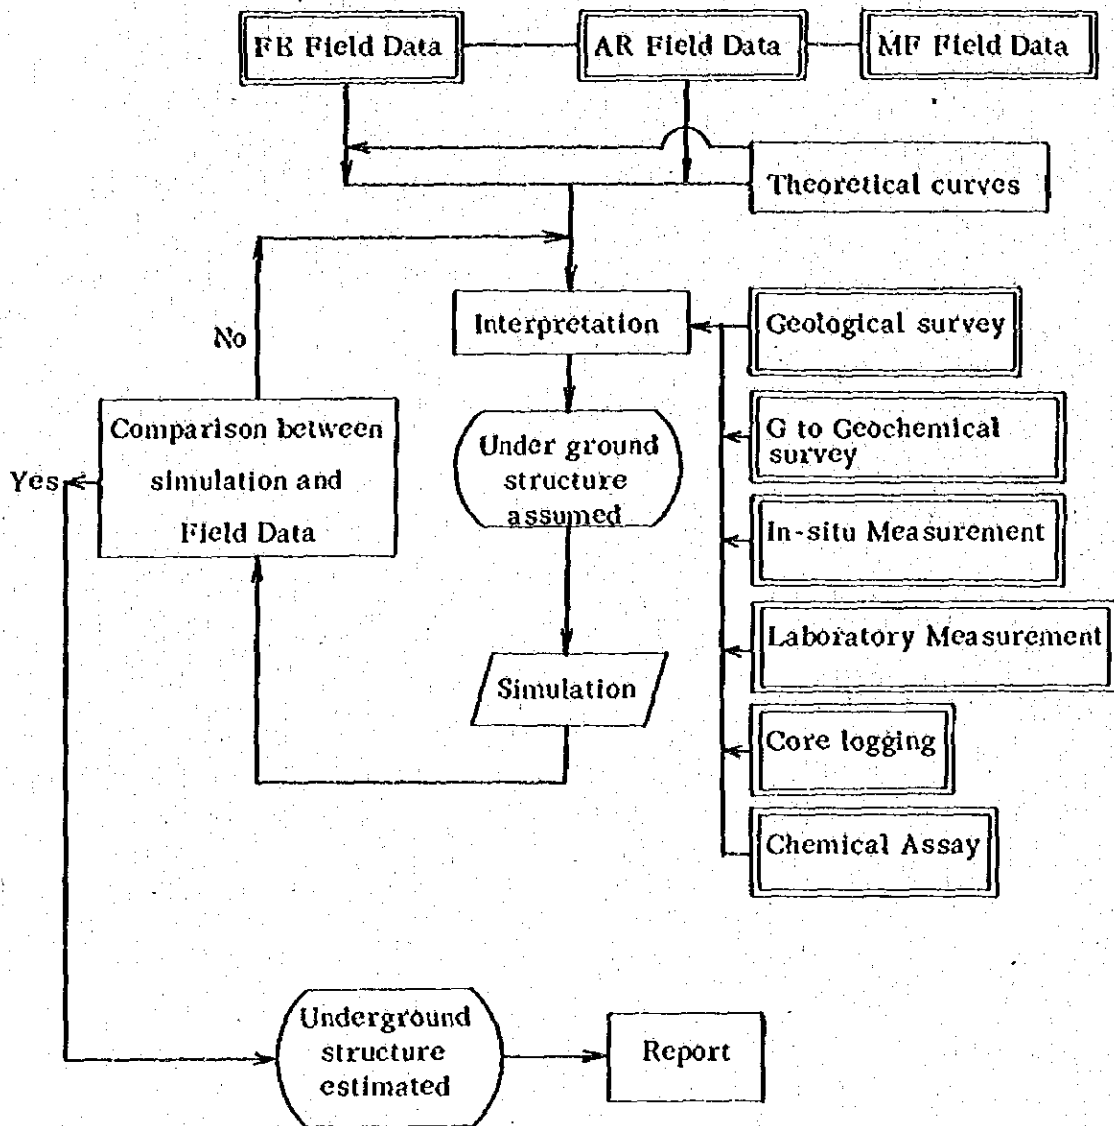 FE Field Data
AR Field Data
MF Field Data
Theoretical curves
No
Interpretation
Geological survey
Comparison between
simulation and
Field Data
Yes
Under ground
structure
assumed
G to Geochemical
survey
In-situ Measurement
Laboratory Measurement
Simulation
Core logging
Chemical Assay
Underground
structure
estimated
Report